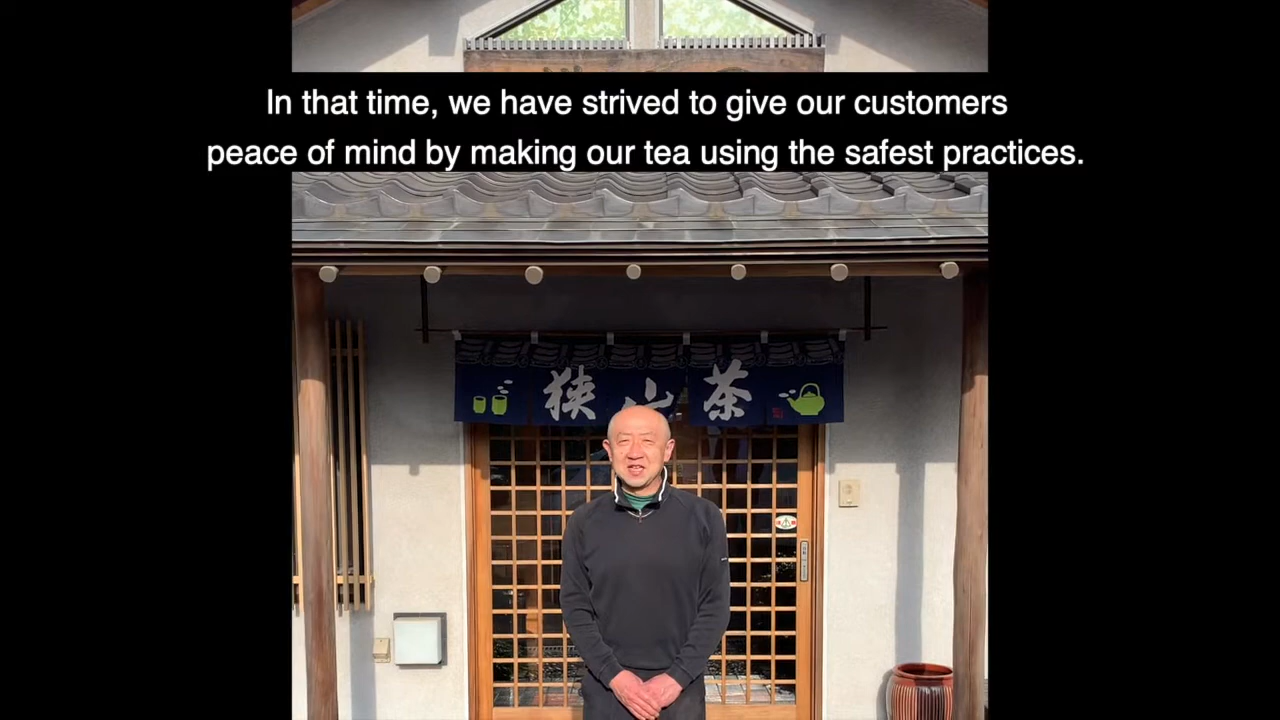 In that time, we have strived to give our customers
peace of mind by making our tea using the safest practices.
狭山茶